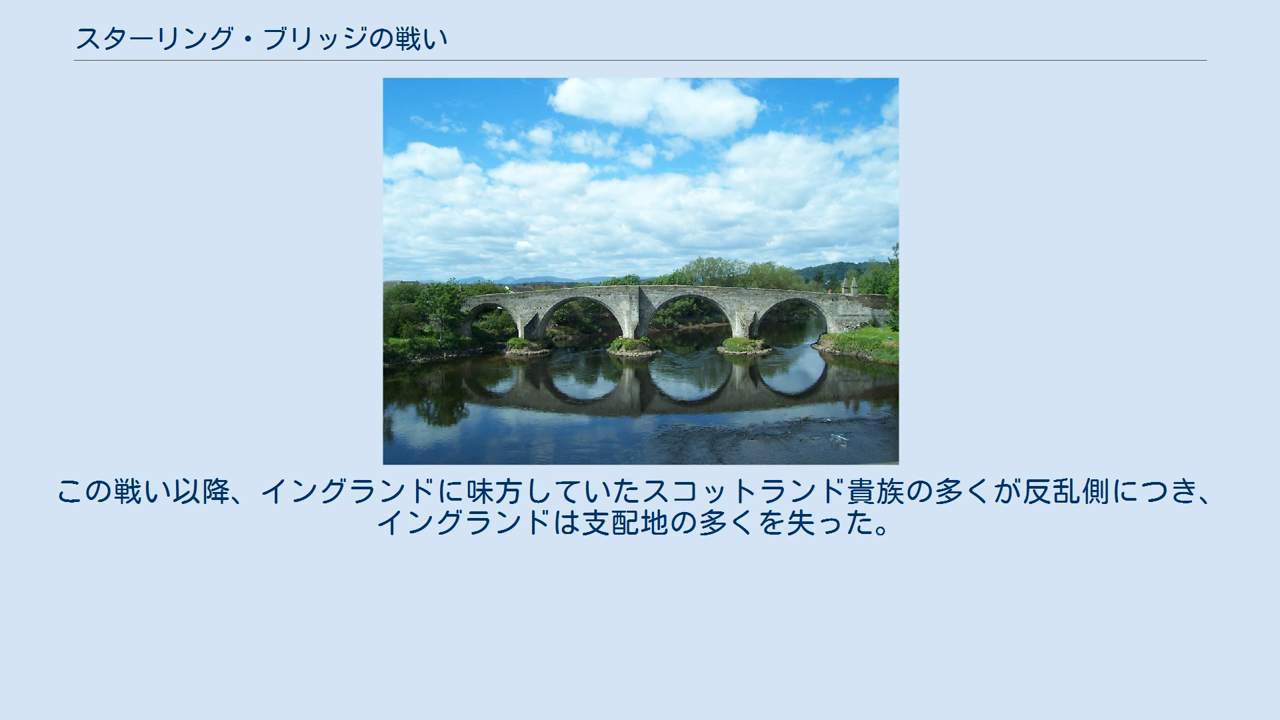 スターリング・ブリッジの戦い
この戦い以降、イングランドに味方していたスコットランド貴族の多くが反乱側につき、
イングランドは支配地の多くを失った。